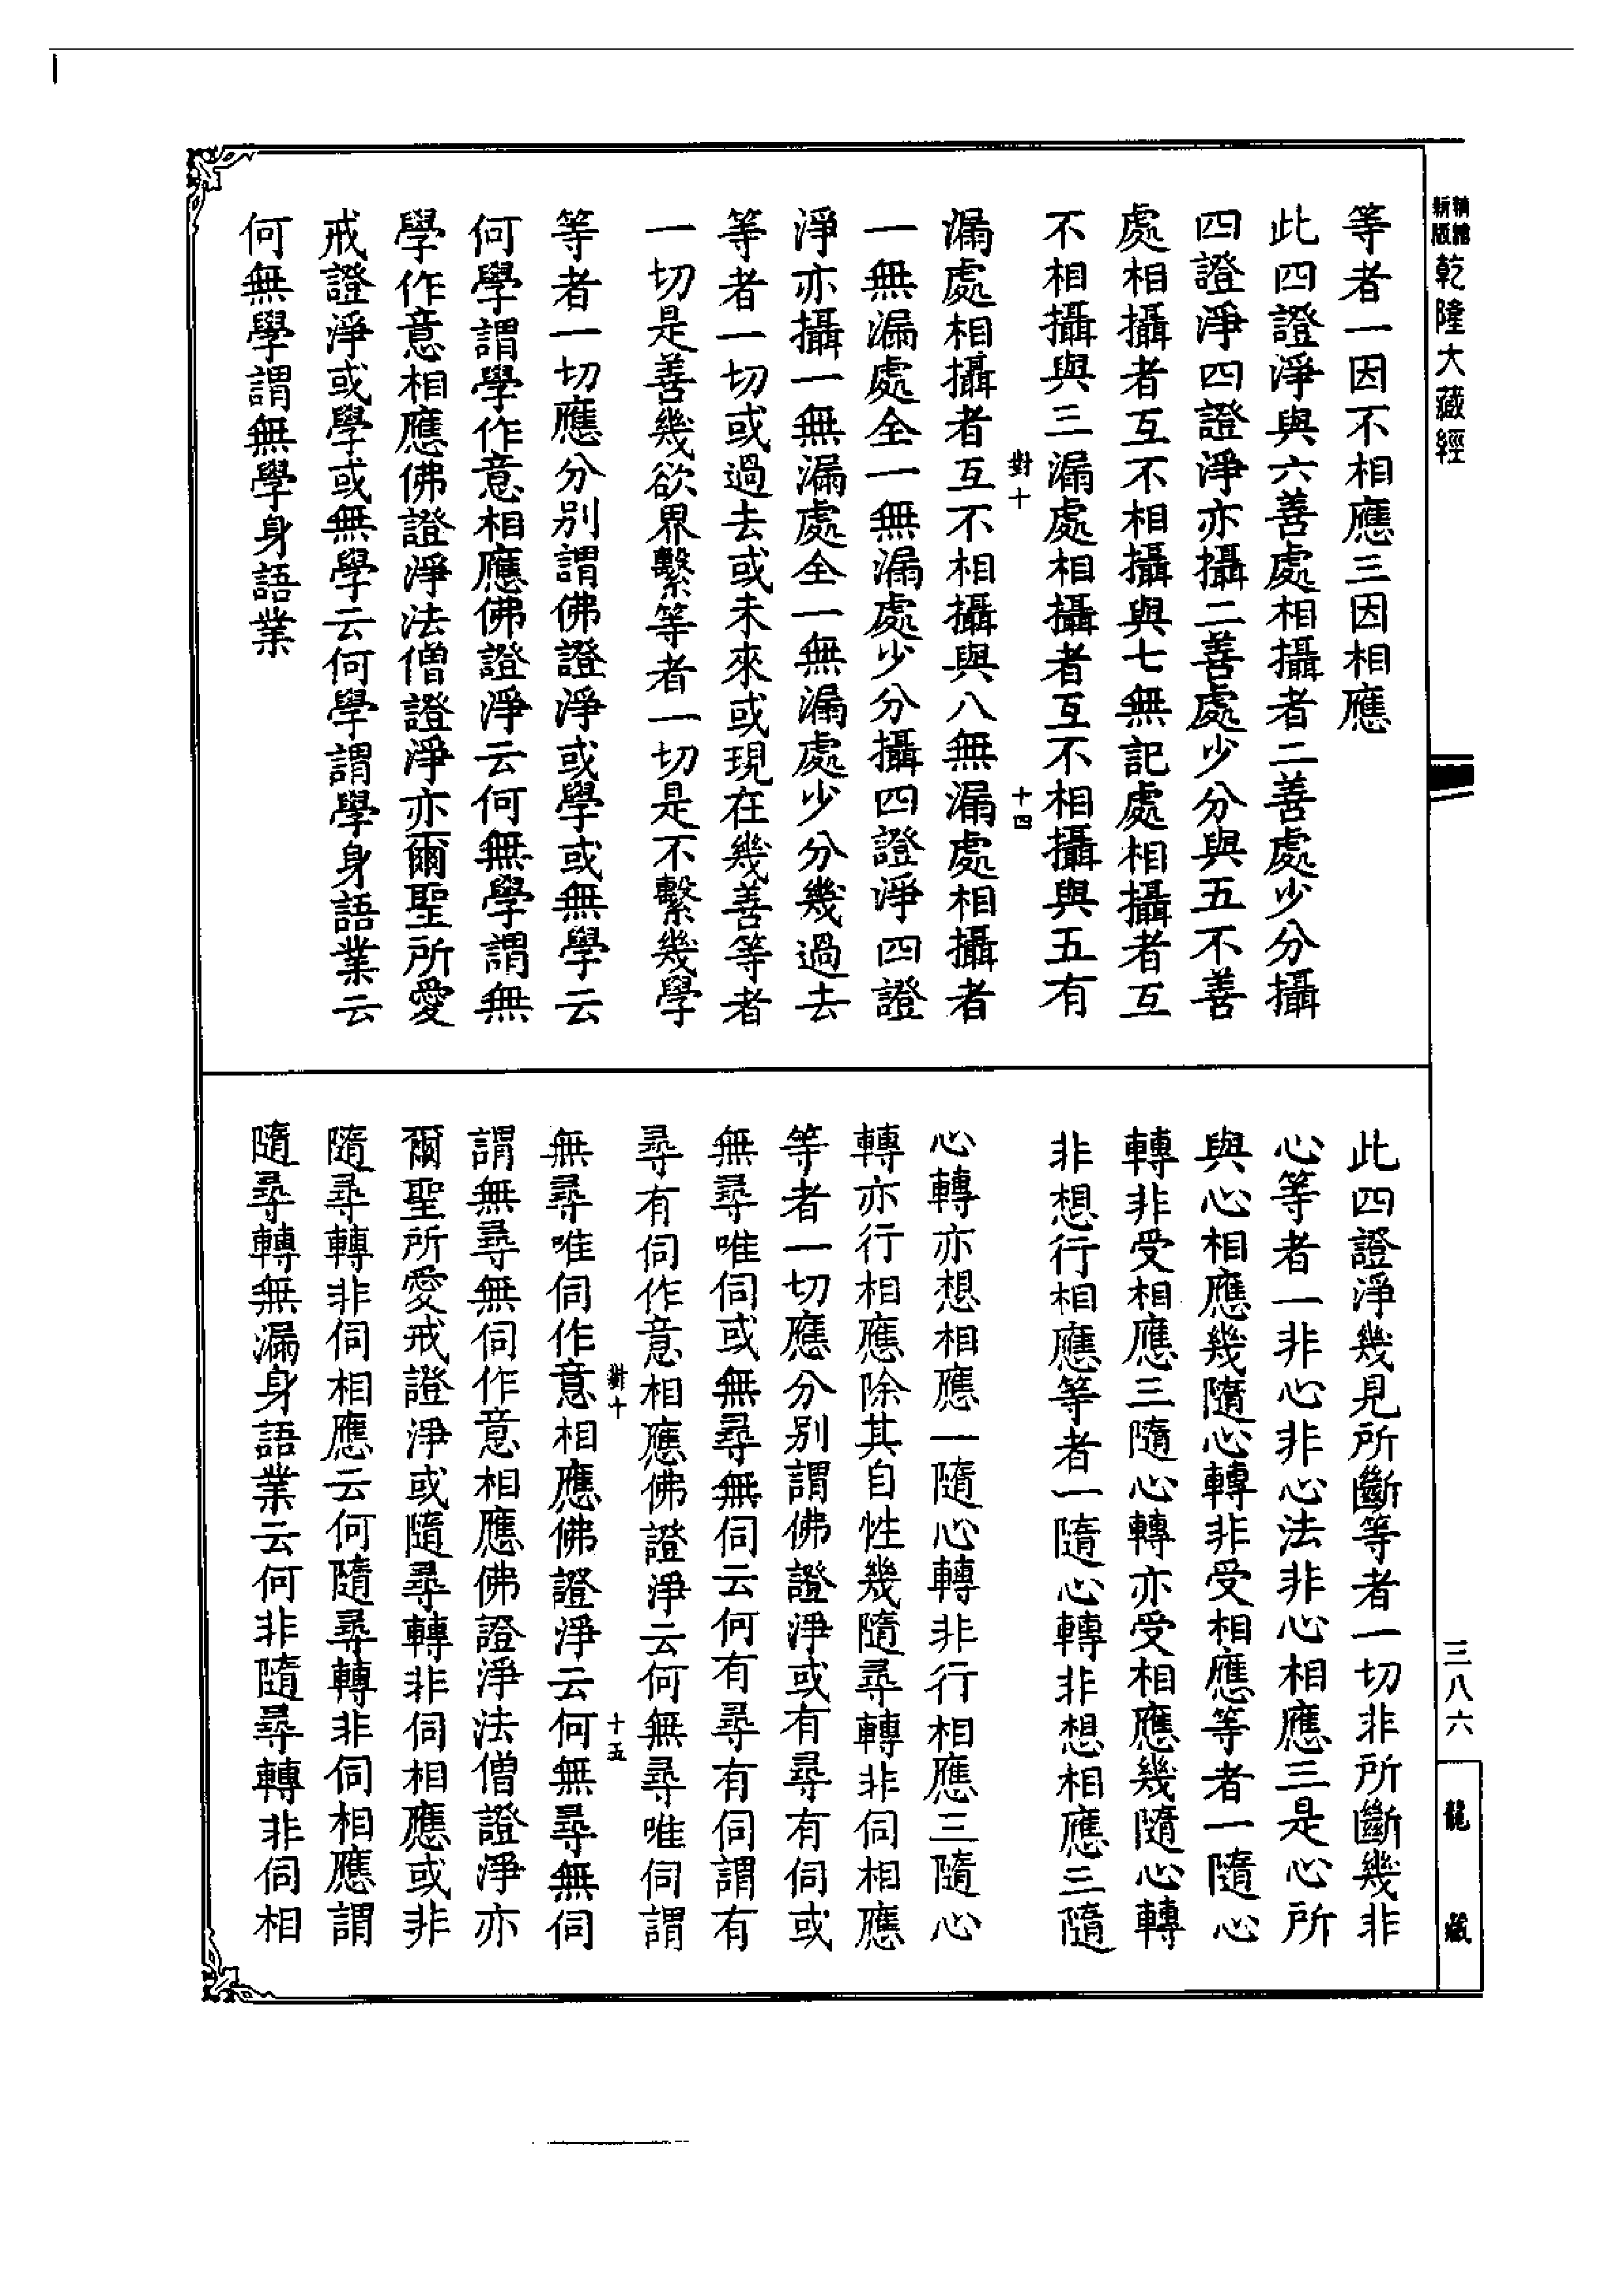 精編
新版
乾隆大藏經
等者一因不相應三因相應
此四證淨與六善處相攝者二善處少分攝
四證淨四證淨亦攝二善處少分與五不善
處相攝者互不相攝與七無記處相攝者互
不相攝與三漏處相攝者互不相攝與五有
對十
十四
漏處相攝者互不相攝與八無漏處相攝者
一無漏處全一無漏處少分攝四證淨四證
淨亦攝一無漏處全一無漏處少分幾過去
等者一切或過去或未來或現在幾善等者
一切是善幾欲界繫等者一切是不繫幾學
等者一切應分別謂佛證淨或學或無學云
何學謂學作意相應佛證淨云何無學謂無
學作意相應佛證淨法僧證淨亦爾聖所愛
戒證淨或學或無學云何學謂學身語業云
何無學謂無學身語業
此四證淨幾見所斷等者一切非所斷幾非
心等者一非心非心法非心相應三是心所
與心相應幾隨心轉非受相應等者一隨心
轉非受相應三隨心轉亦受相應幾隨心轉
非想行相應等者一隨心轉非想相應三隨
心轉亦想相應一隨心轉非行相應三隨心
轉亦行相應除其自性幾隨尋轉非伺相應
等者一切應分別謂佛證淨或有尋有伺或
無尋唯伺或無尋無伺云何有尋有伺謂有
尋有伺作意相應佛證淨云何無尋唯伺謂
對十
十五
無尋唯伺作意相應佛證淨云何無尋無伺
謂無尋無伺作意相應佛證淨法僧證淨亦
爾聖所愛戒證淨或隨尋轉非伺相應或非
隨尋轉非伺相應云何隨尋轉非伺相應謂
隨尋轉無漏身語業云何非隨尋轉非伺相
三八六
龍藏